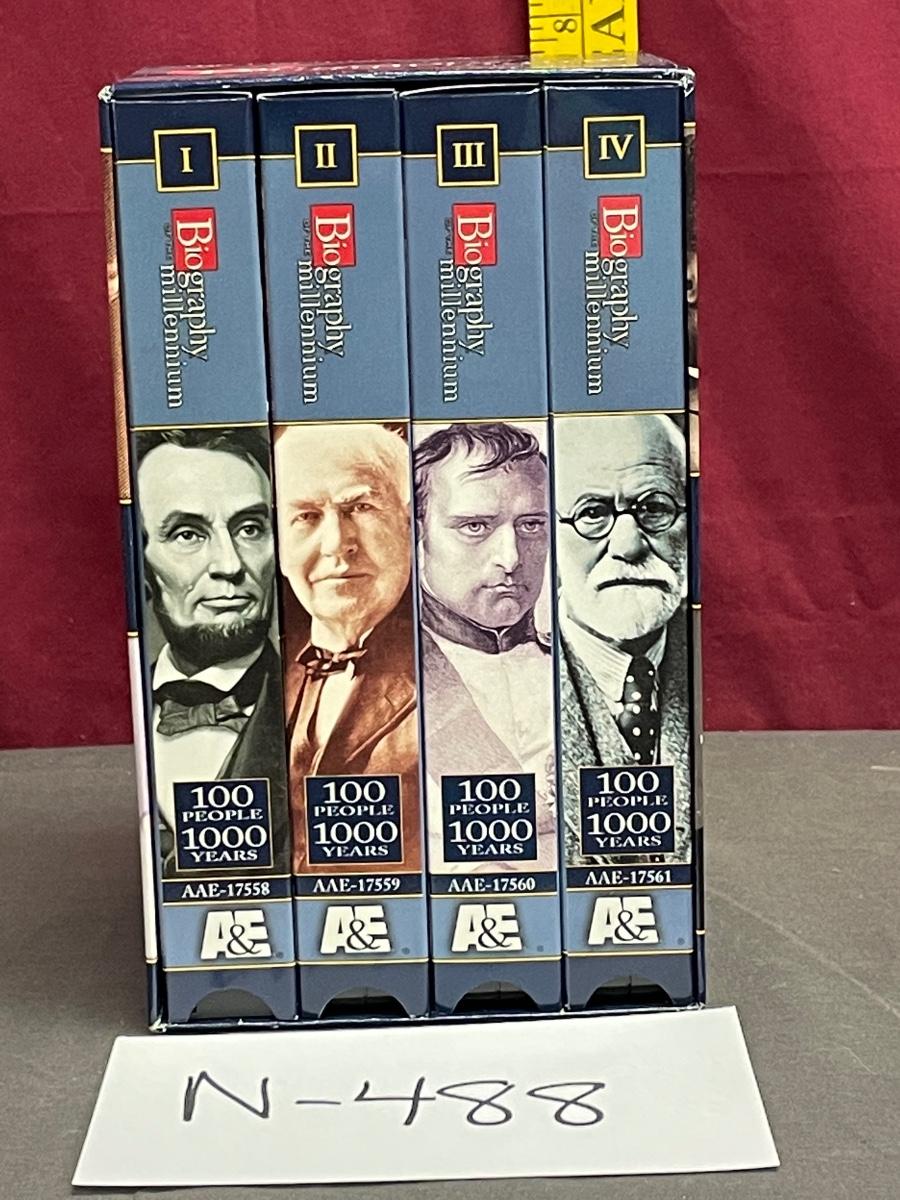 8
I
Biography
OF THE
millennium
100
PEOPLE
1000
YEARS
AAE-17558
A&E
II
Biography
OF THE
millennium
100
PEOPLE
1000
YEARS
AAE-17559
A&E
III
Biography
OF THE
millennium
100
PEOPLE
1000
YEARS
AAE-17560
A&E
IV
Biography
OF THE
millennium
100
PEOPLE
1000
YEARS
AAE-17561
A&E
N-488